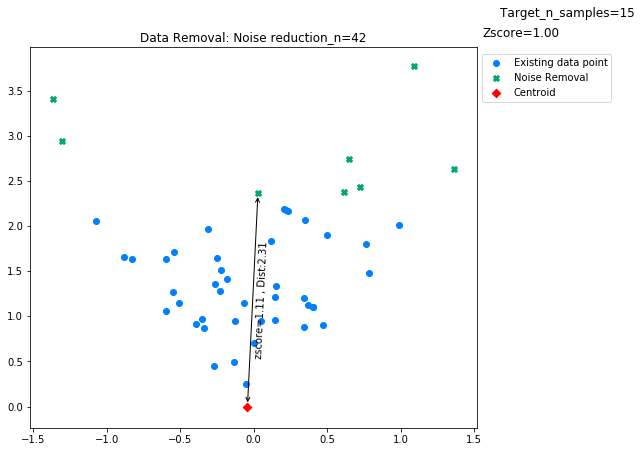 Target_n_samples=15
Zscore=1.00
Data Removal: Noise reduction_n=42
Existing data point
Noise Removal
Centroid
3.5
3.0
2.5
2.0
1.5
1.0
0.5
0.0
zscore=1.11 , Dist:2.31
−1.5 −1.0 −0.5 0.0 0.5 1.0 1.5